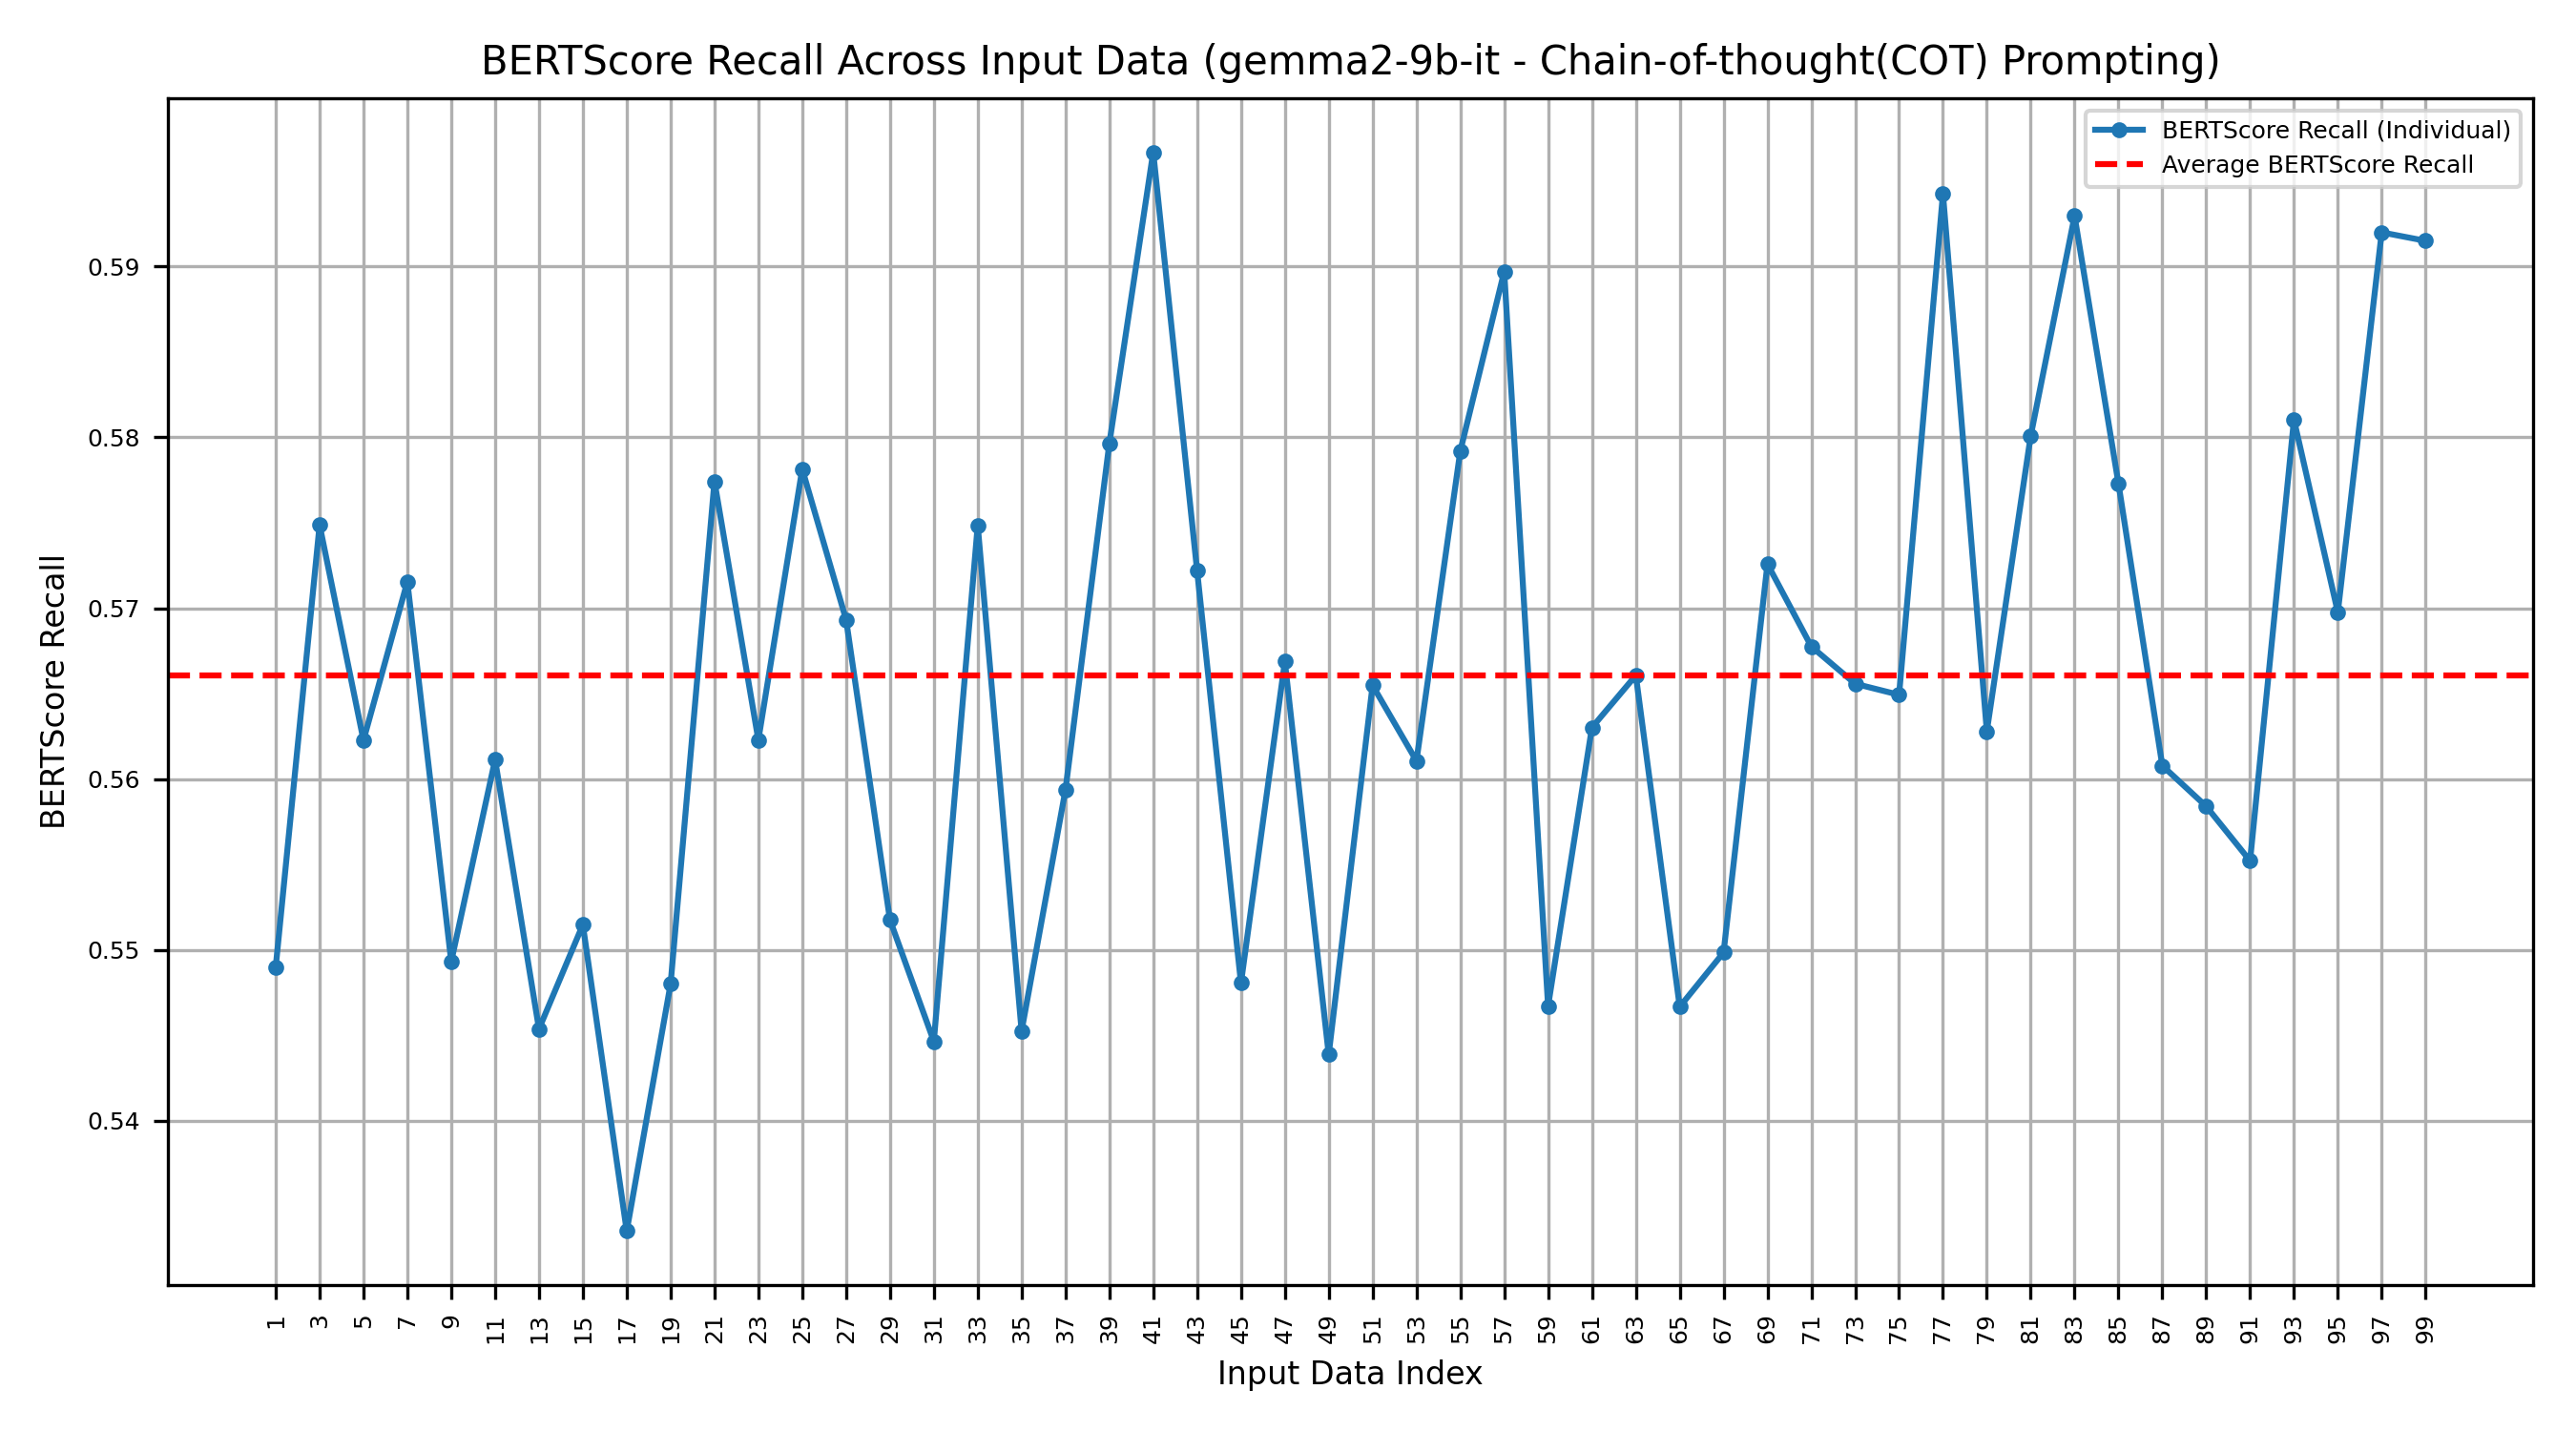 BERTScore Recall Across Input Data (gemma2-9b-it - Chain-of-thought(COT) Prompting)
BERTScore Recall (Individual)
Average BERTScore Recall
BERTScore Recall
0.59
0.58
0.57
0.56
0.55
0.54
1 3 5 7 9 11 13 15 17 19 21 23 25 27 29 31 33 35 37 39 41 43 45 47 49 51 53 55 57 59 61 63 65 67 69 71 73 75 77 79 81 83 85 87 89 91 93 95 97 99
Input Data Index